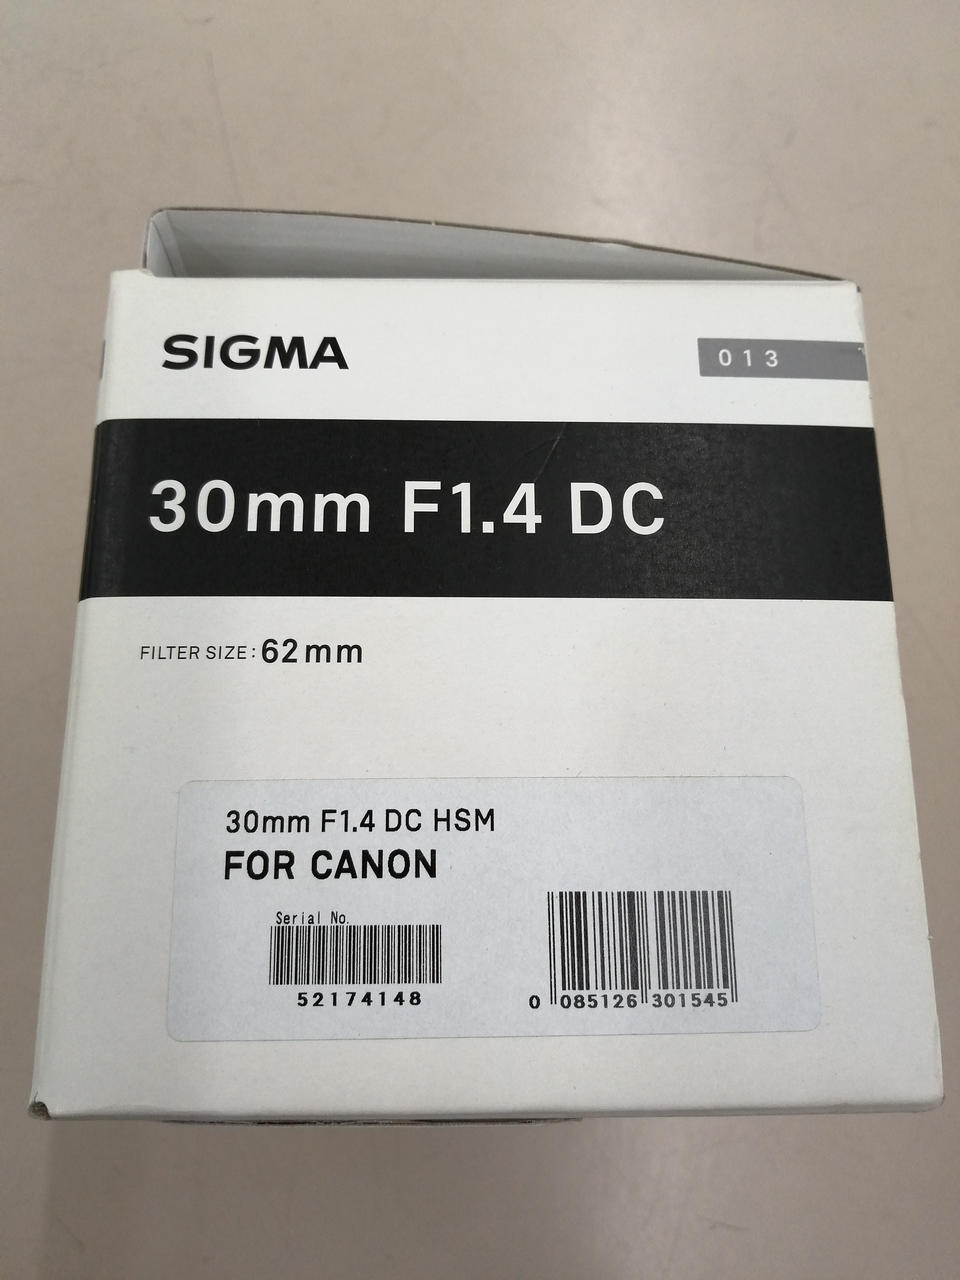 SIGMA
013
30mm F1.4 DC
FILTER SIZE: 62mm
30mm F1.4 DC HSM
FOR CANON
Serial No.
52174148
0 085126 301545